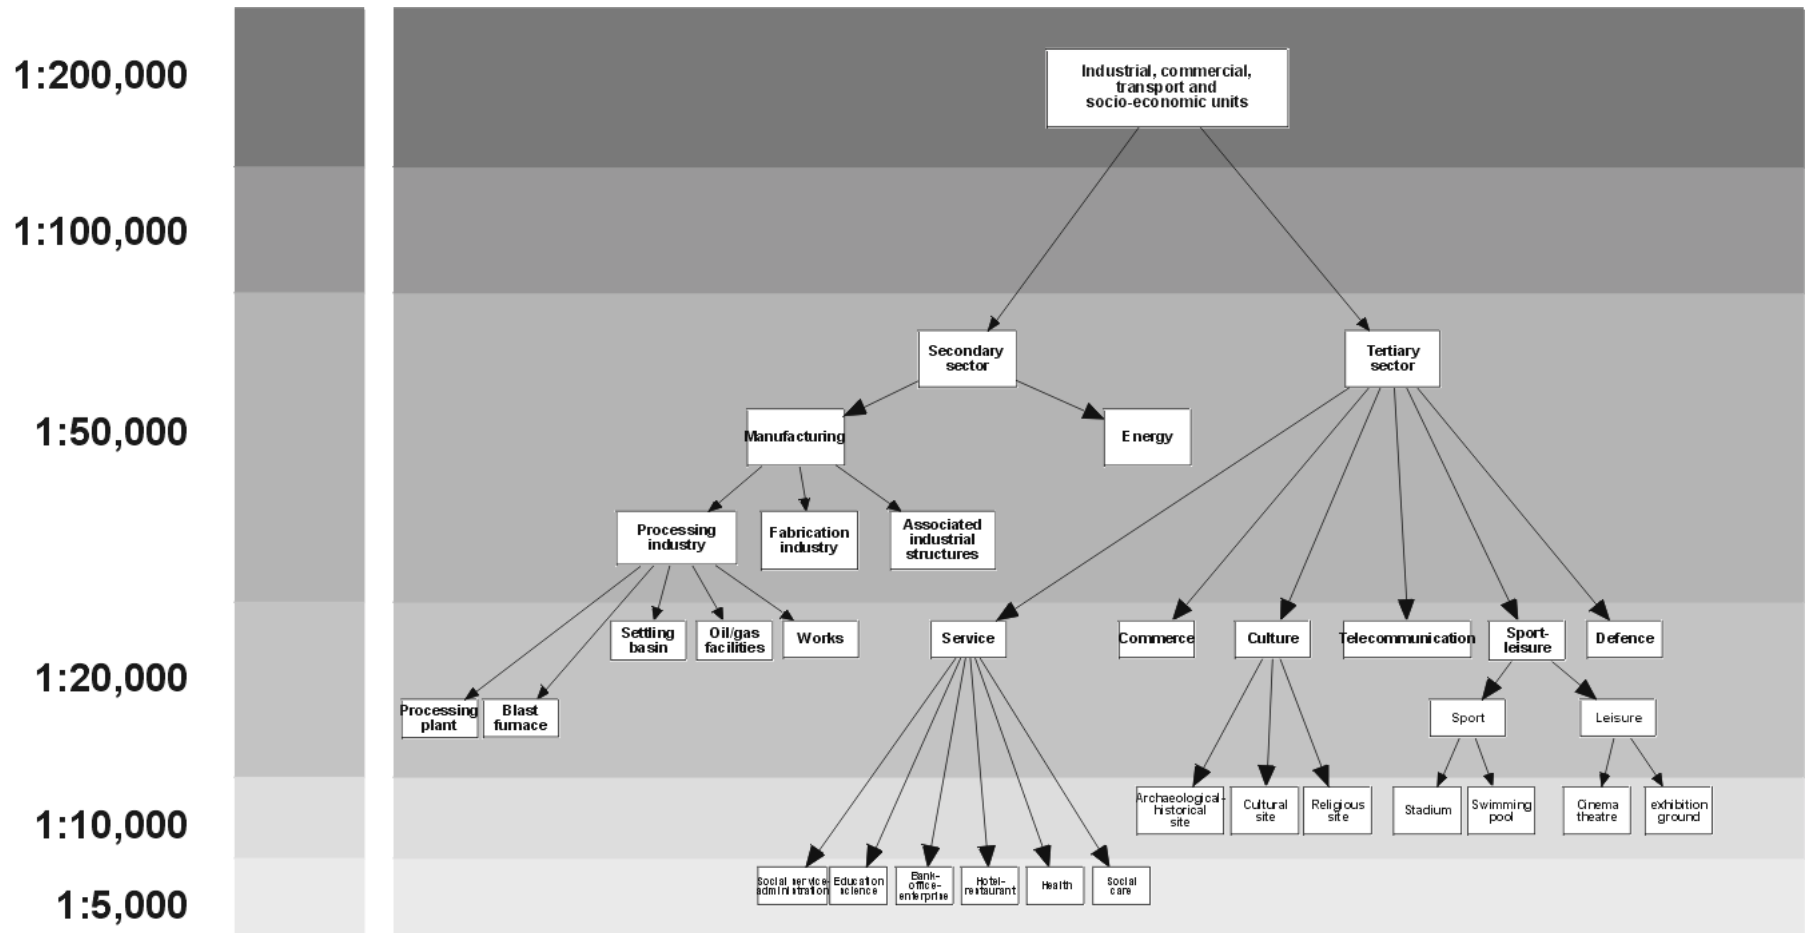 1:200,000
Industrial, commercial,
transport and
socio-economic units
1:100,000
1:50,000
Secondary
sector
Tertiary
sector
Manufacturing
Energy
Processing
industry
Fabrication
industry
Associated
industrial
structures
1:20,000
Settling
basin
Oil/gas
facilities
Works
Service
Commerce
Culture
Telecommunication
Sport-
leisure
Defence
Processing
plant
Blast
furnace
Sport
Leisure
1:10,000
Archaeological-
historical
site
Cultural
site
Religious
site
Stadium
Swimming
pool
Cinema
theatre
exhibition
ground
1:5,000
Social service-
administration
Education
science
Bank-
office-
enterprise
Hotel-
restaurant
Health
Social
care